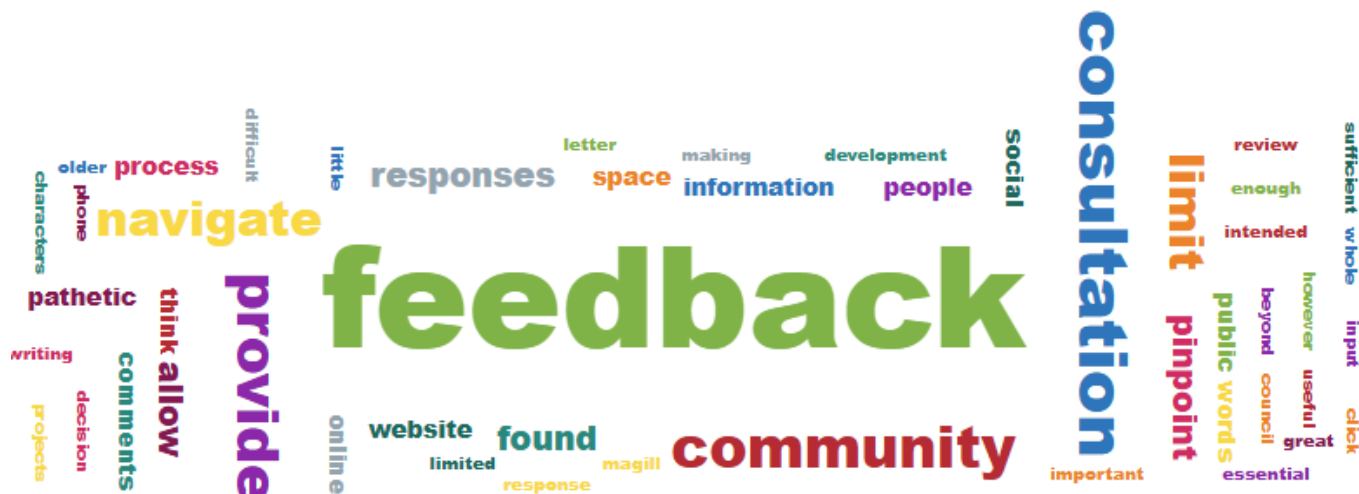 older
process
difficult
characters
phone
navigate
little
responses
letter
space
making
information
development
people
social
consultation
limit
review
enough
intended
sufficient
whole
feedback
pathetic
think
allow
provide
writing
projects
decision
comments
online
website
limited
found
response
magill
community
important
pinpoint
public
words
beyond
council
however
useful
great
input
click
essential